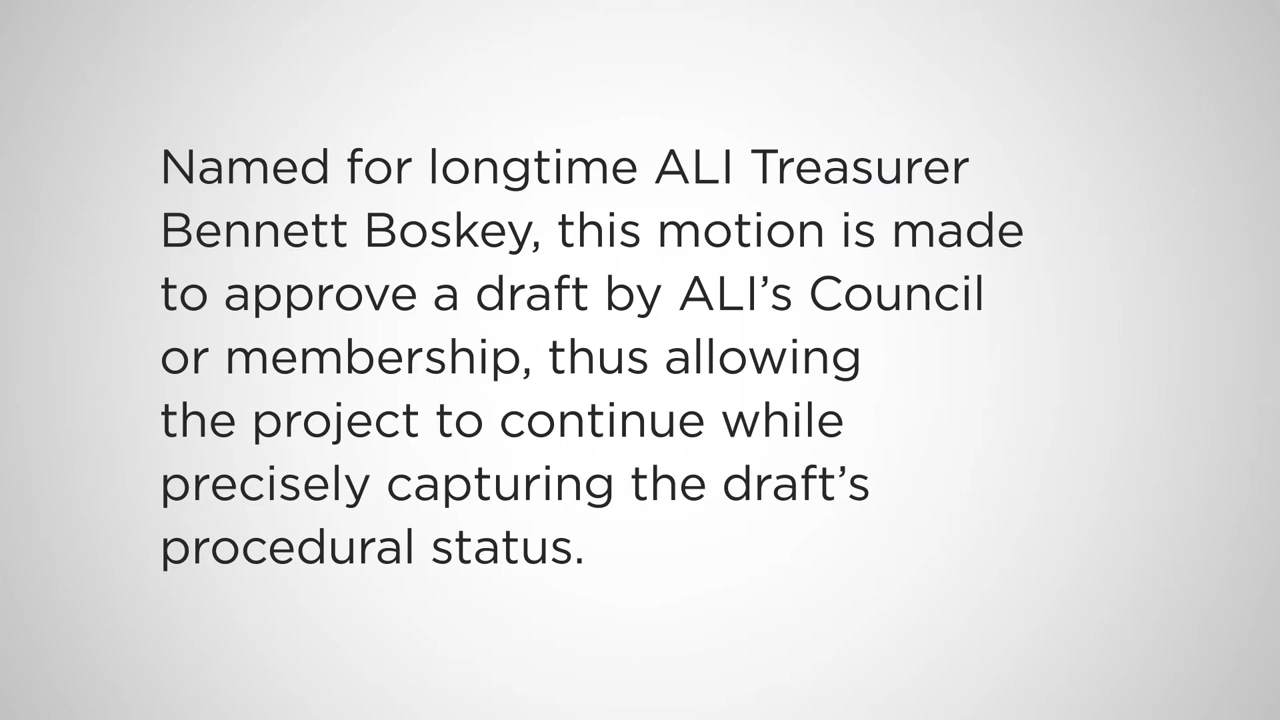 Named for longtime ALI Treasurer
Bennett Boskey, this motion is made
to approve a draft by ALI’s Council
or membership, thus allowing
the project to continue while
precisely capturing the draft’s
procedural status.